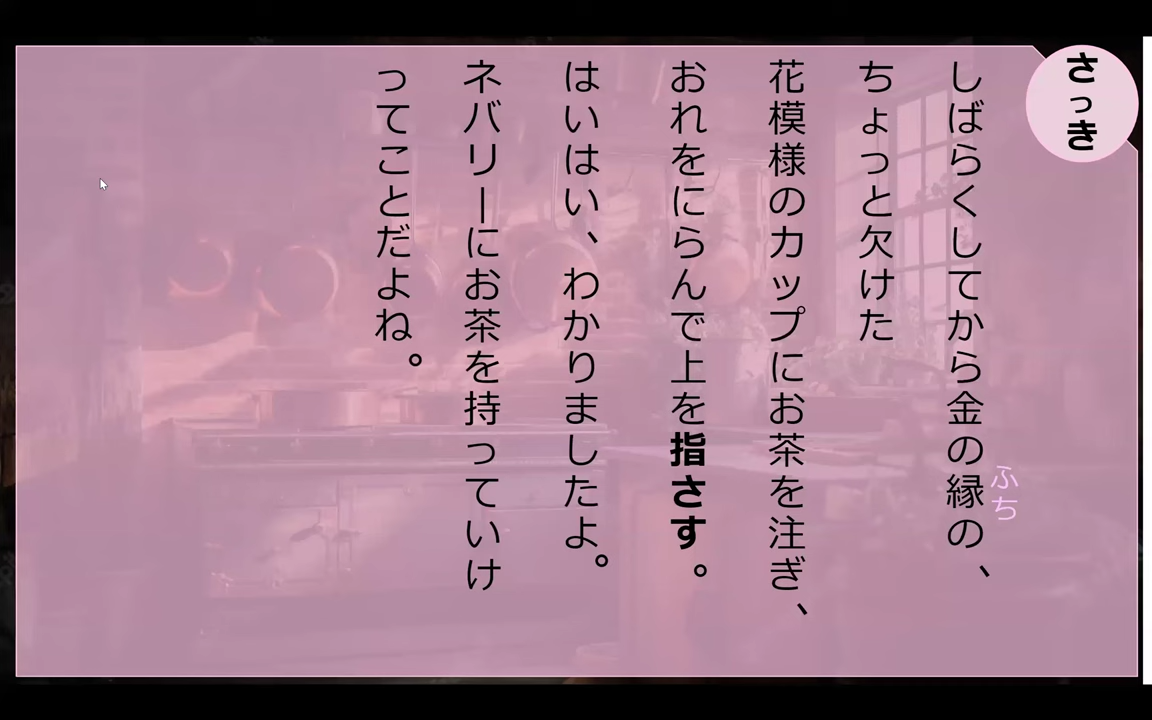 さっき
しばらくしてから金の縁の、
ふち
ちょっと欠けた
花模様のカップにお茶を注ぎ、
おれをにらんで上を指さす。
はいはい、わかりましたよ。
ネバリーにお茶を持っていけ
ってことだよね。